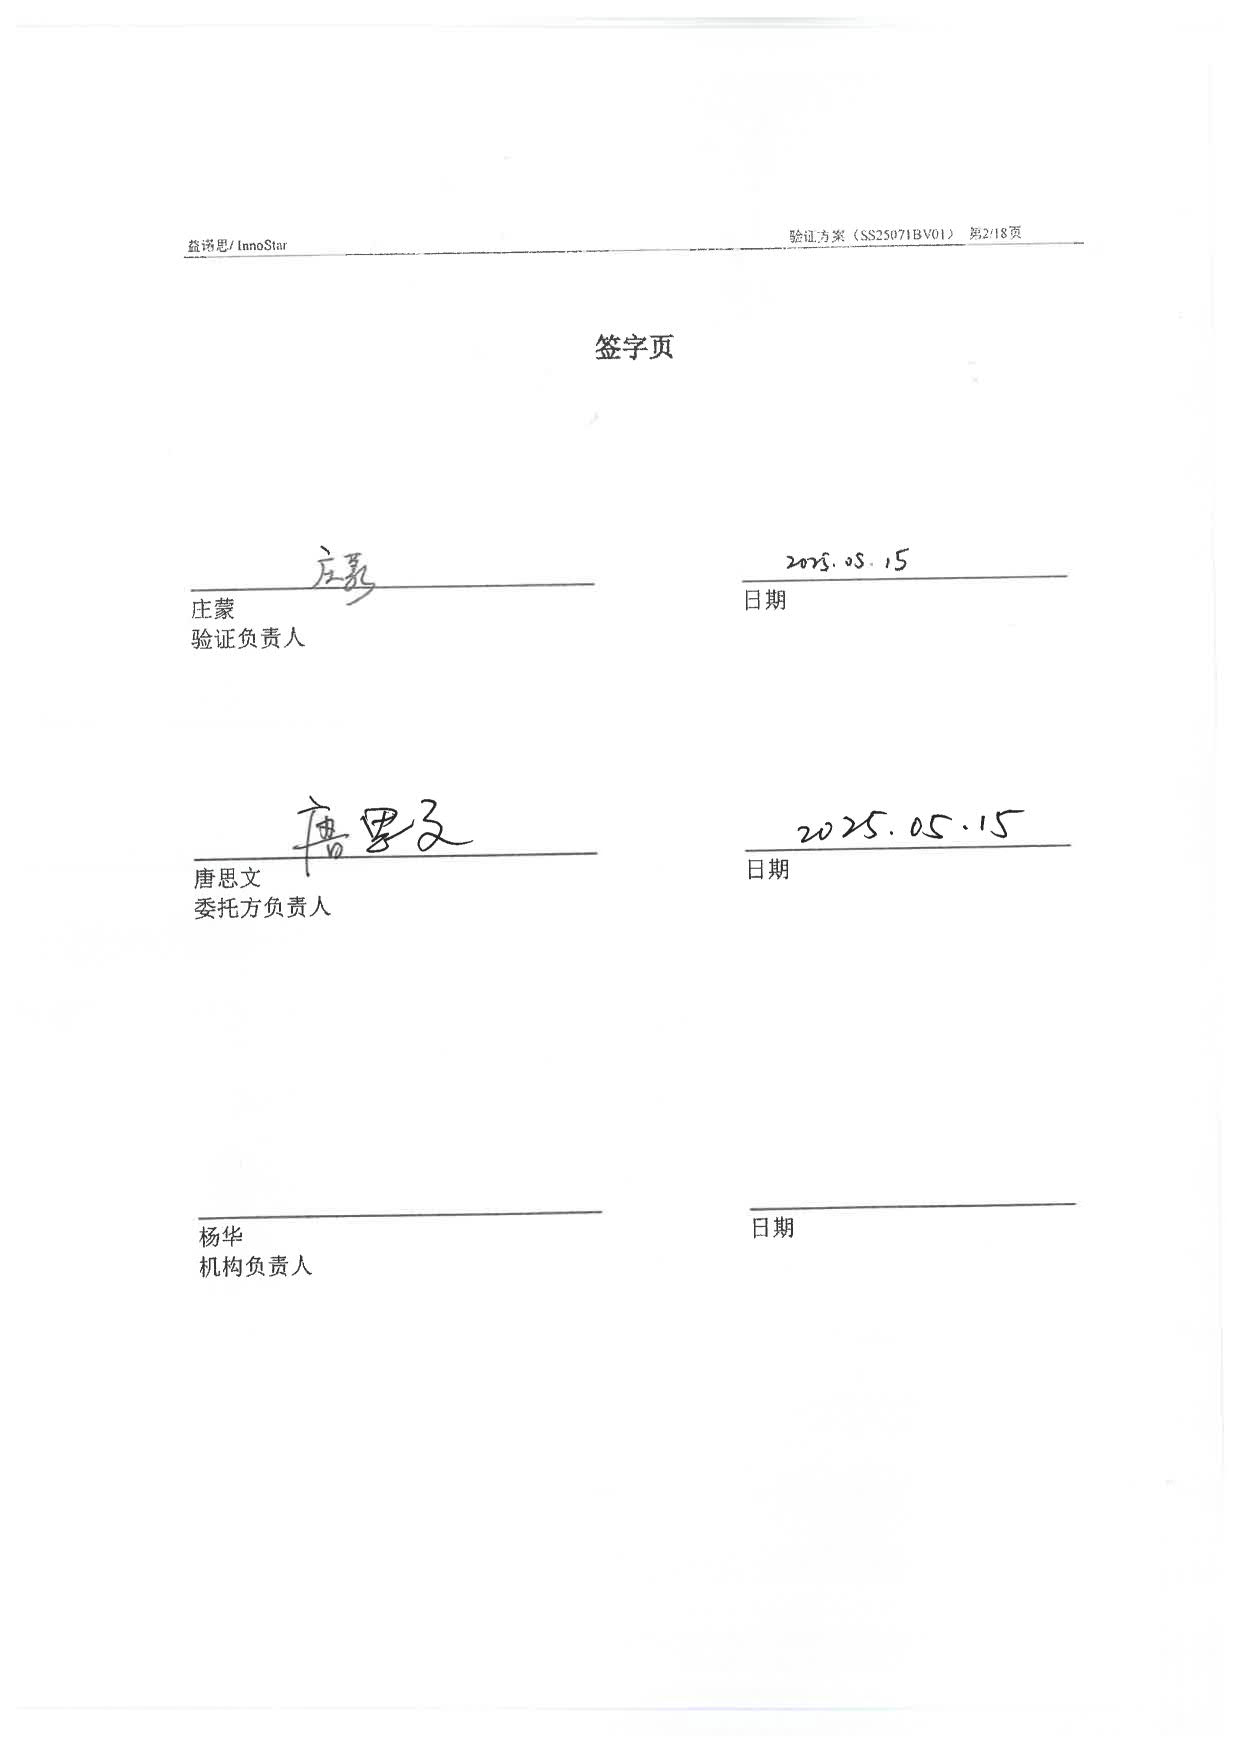 益诺思/ InnoStar
验证方案（SS25071BV01） 第2/18页
签字页
庄蒙 2025.05.15
庄蒙 日期
验证负责人
唐思文 2025.05.15
唐思文 日期
委托方负责人
杨华 日期
机构负责人